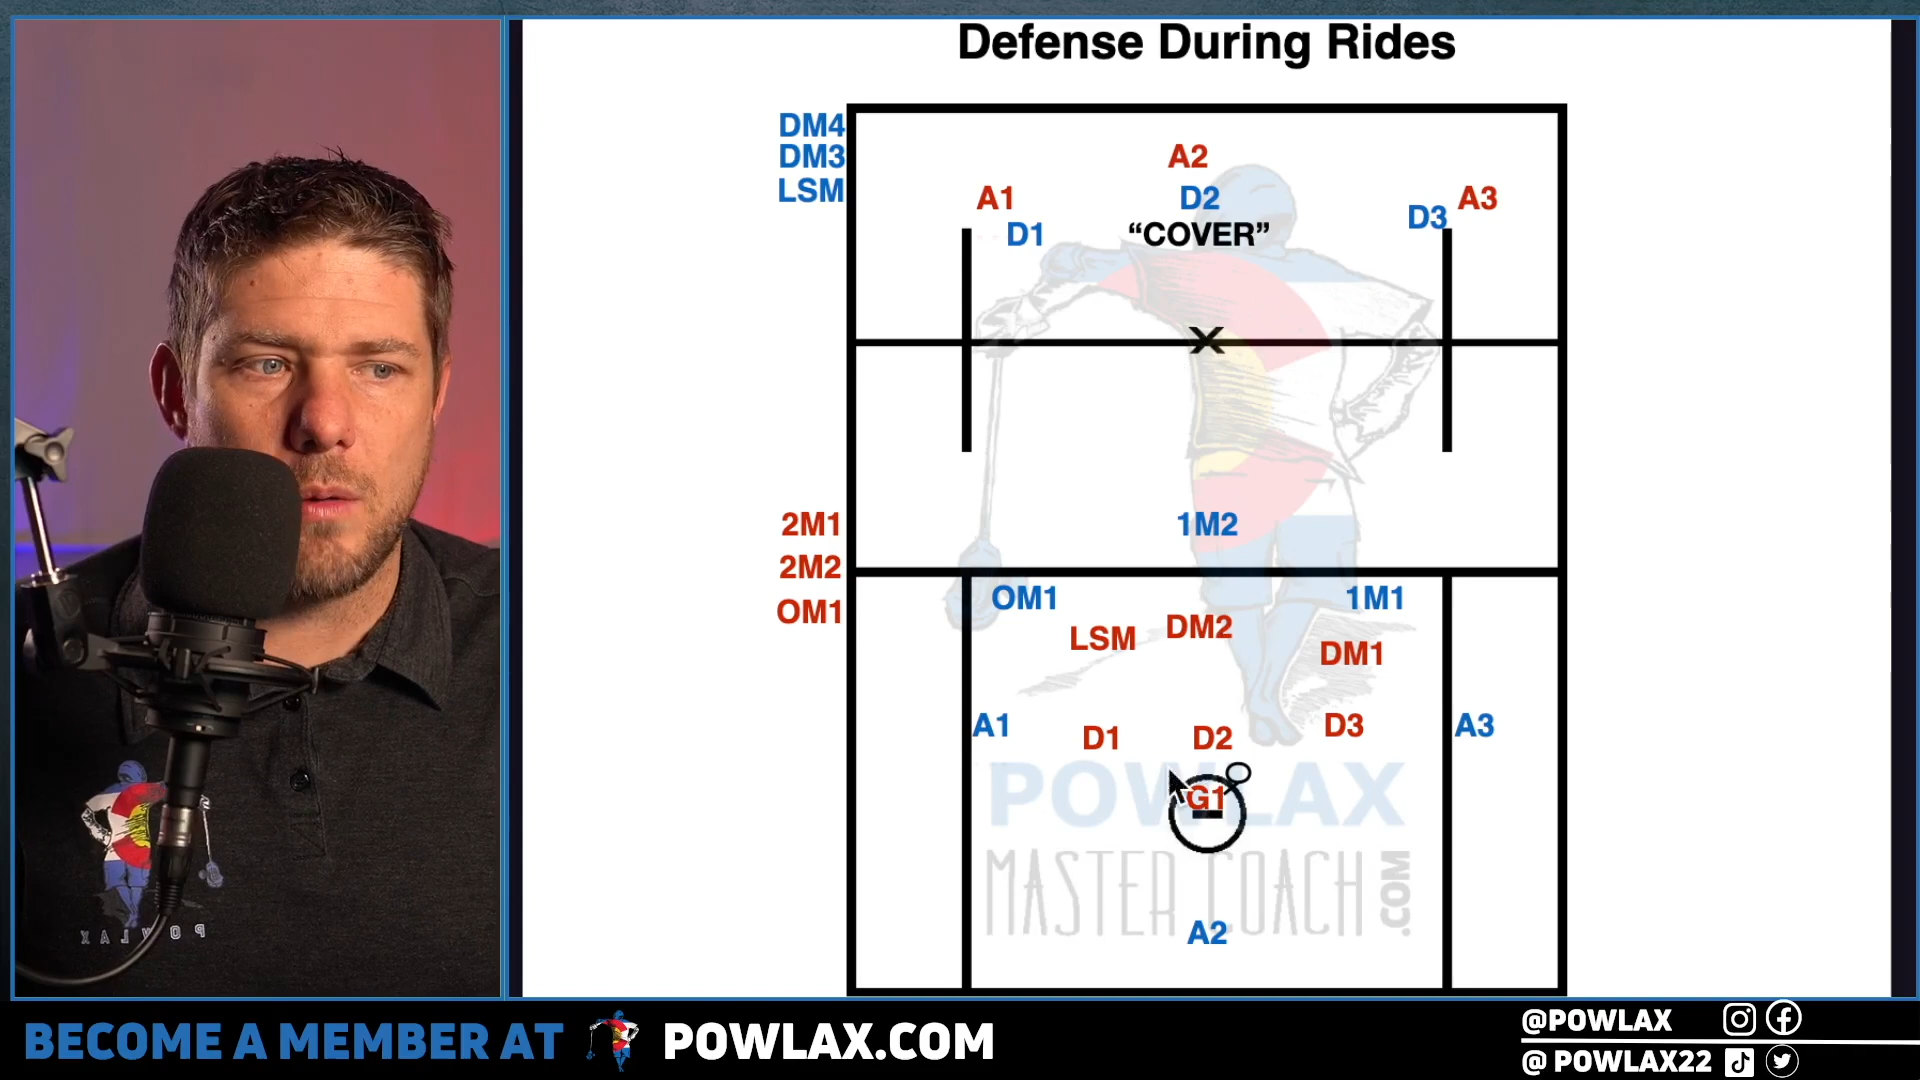 Defense During Rides
DM4
DM3
LSM
A2
A1
D2
A3
D3
D1
“COVER”
X
2M1
1M2
2M2
OM1
OM1
1M1
LSM
DM2
DM1
A1
D1
D2
D3
A3
G1
POWLAX
MASTER COACH .COM
A2
POWLAX
BECOME A MEMBER AT POWLAX.COM
@POWLAX
@ POWLAX22